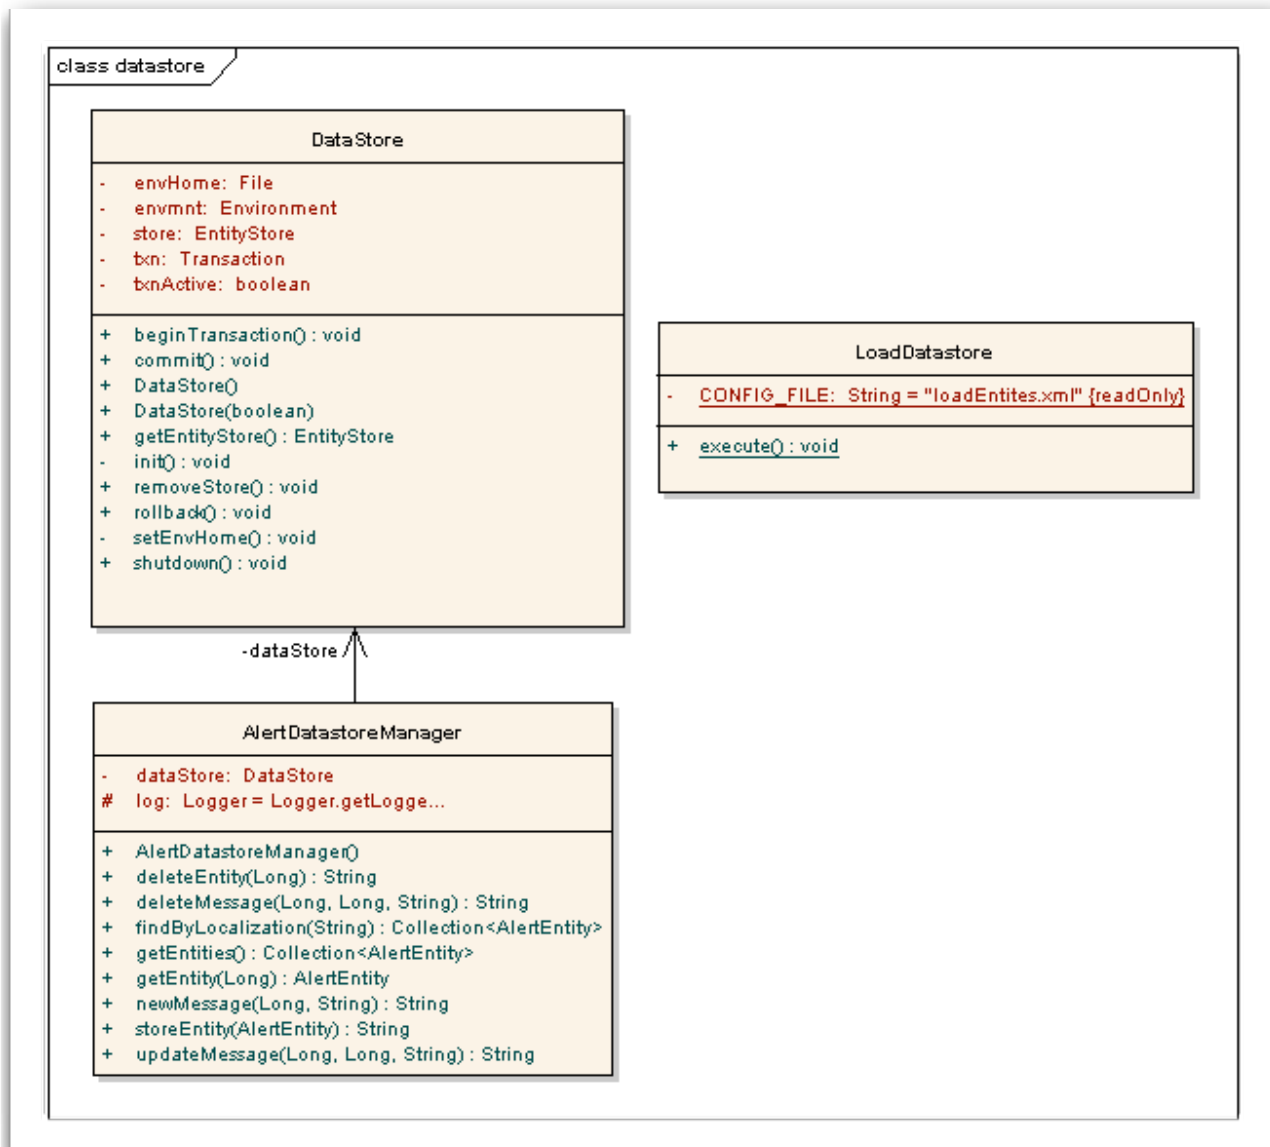 class datastore
DataStore
- envHome: File
- envmnt: Environment
- store: EntityStore
- txn: Transaction
- txnActive: boolean
+ beginTransaction() : void
+ commit() : void
+ DataStore()
+ DataStore(boolean)
+ getEntityStore() : EntityStore
- init() : void
+ removeStore() : void
+ rollback() : void
- setEnvHome() : void
+ shutdown() : void
LoadDatastore
- CONFIG_FILE: String = "loadEntites.xml" {readOnly}
+ execute() : void
-dataStore
AlertDatastoreManager
- dataStore: DataStore
# log: Logger = Logger.getLogge...
+ AlertDatastoreManager()
+ deleteEntity(Long) : String
+ deleteMessage(Long, Long, String) : String
+ findByLocalization(String) : Collection<AlertEntity>
+ getEntities() : Collection<AlertEntity>
+ getEntity(Long) : AlertEntity
+ newMessage(Long, String) : String
+ storeEntity(AlertEntity) : String
+ updateMessage(Long, Long, String) : String